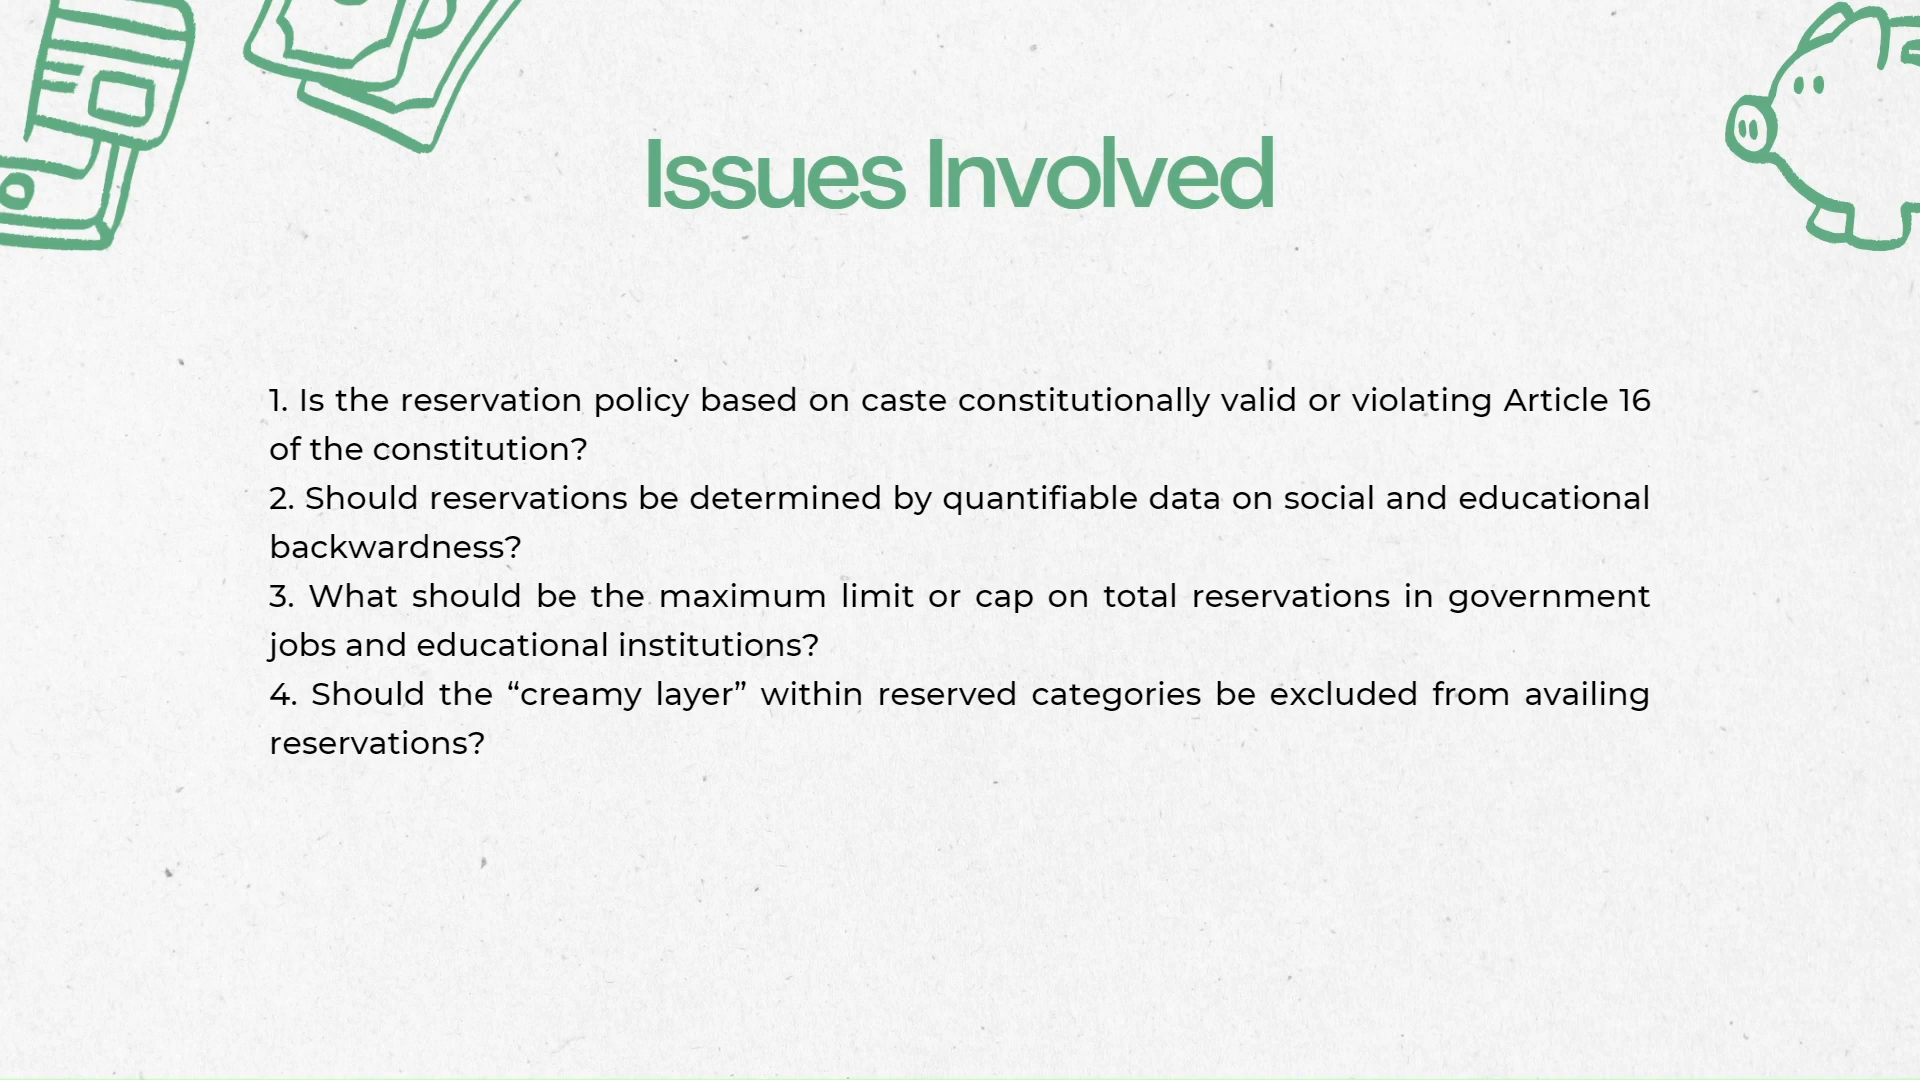 Issues Involved
1. Is the reservation policy based on caste constitutionally valid or violating Article 16
of the constitution?
2. Should reservations be determined by quantifiable data on social and educational
backwardness?
3. What should be the maximum limit or cap on total reservations in government
jobs and educational institutions?
4. Should the “creamy layer” within reserved categories be excluded from availing
reservations?